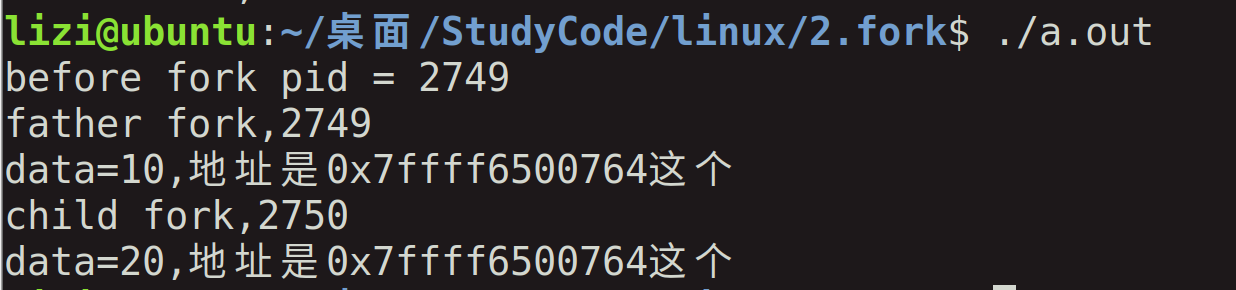 lizi@ubuntu:~/桌面/StudyCode/linux/2.fork$ ./a.out
before fork pid = 2749
father fork,2749
data=10,地址是0x7ffff6500764这个
child fork,2750
data=20,地址是0x7ffff6500764这个